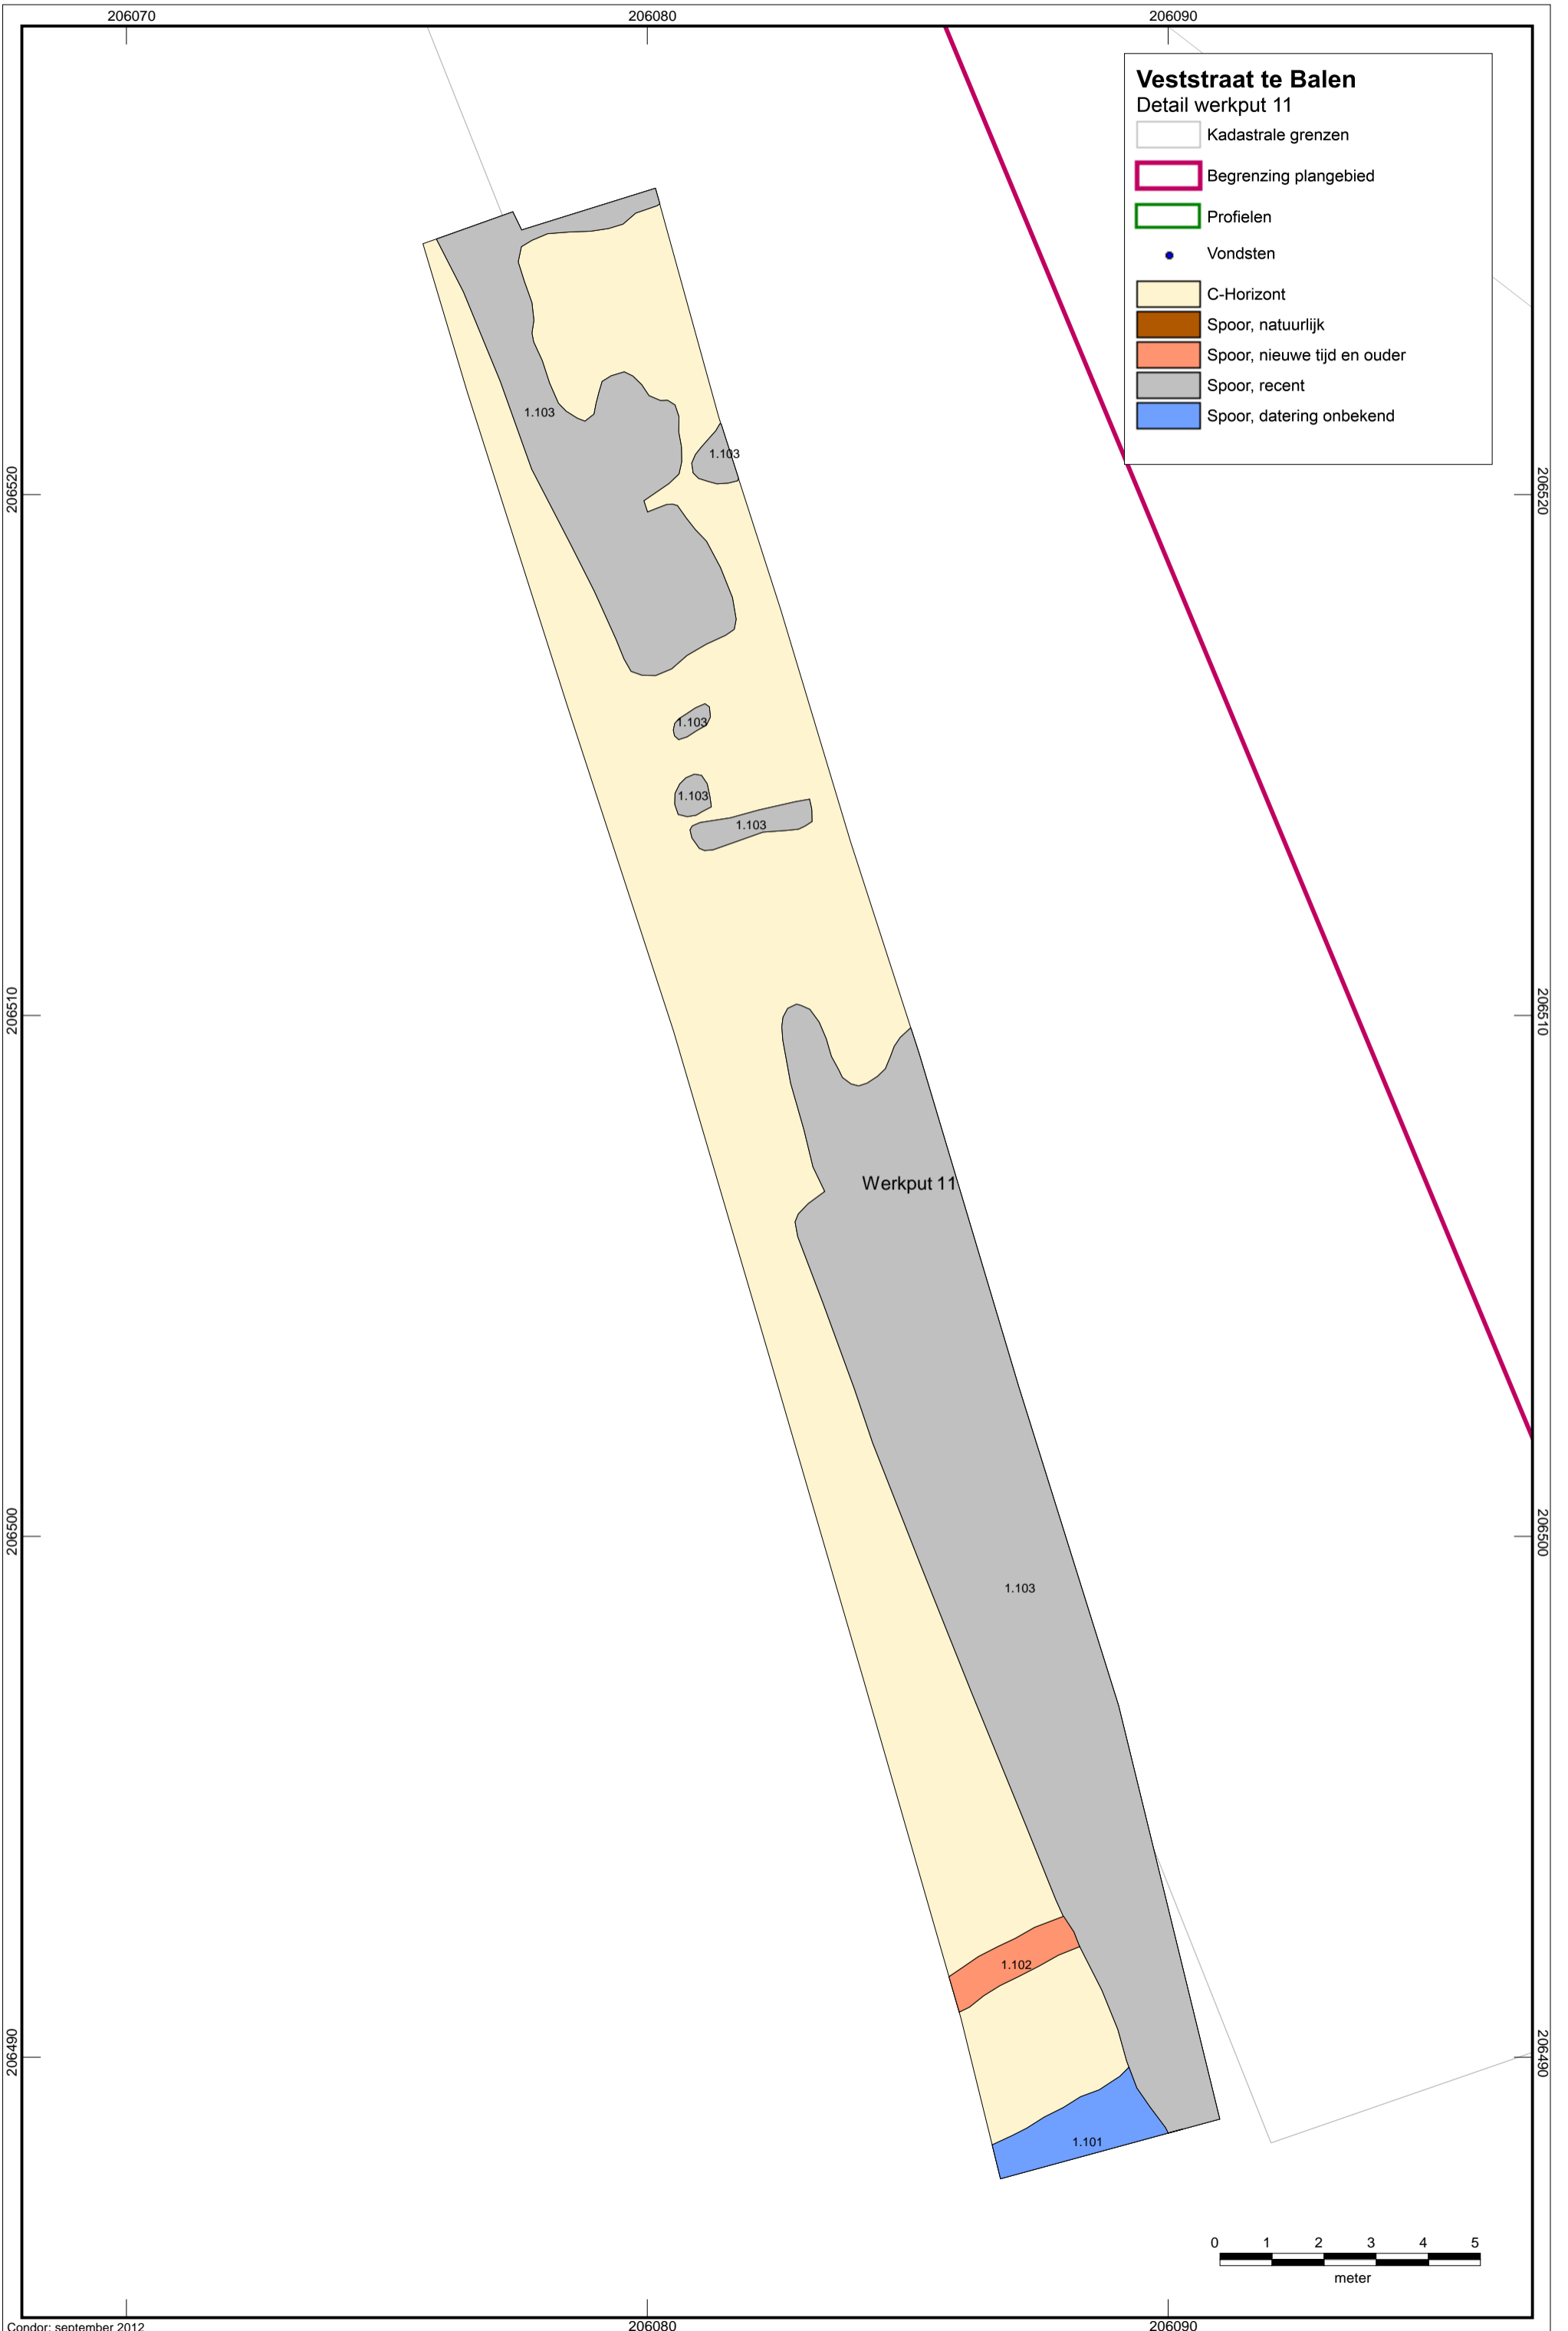 206070
206080
206090
Veststraat te Balen
Detail werkput 11
Kadastrale grenzen
Begrenzing plangebied
Profielen
Vondsten
C-Horizont
Spoor, natuurlijk
Spoor, nieuwe tijd en ouder
Spoor, recent
Spoor, datering onbekend
1.103
1.103
206520
206520
1.103
1.103
1.103
206510
206510
Werkput 11
206500
206500
1.103
1.102
206490
206490
1.101
0 1 2 3 4 5
meter
Condor: september 2012
206080
206090